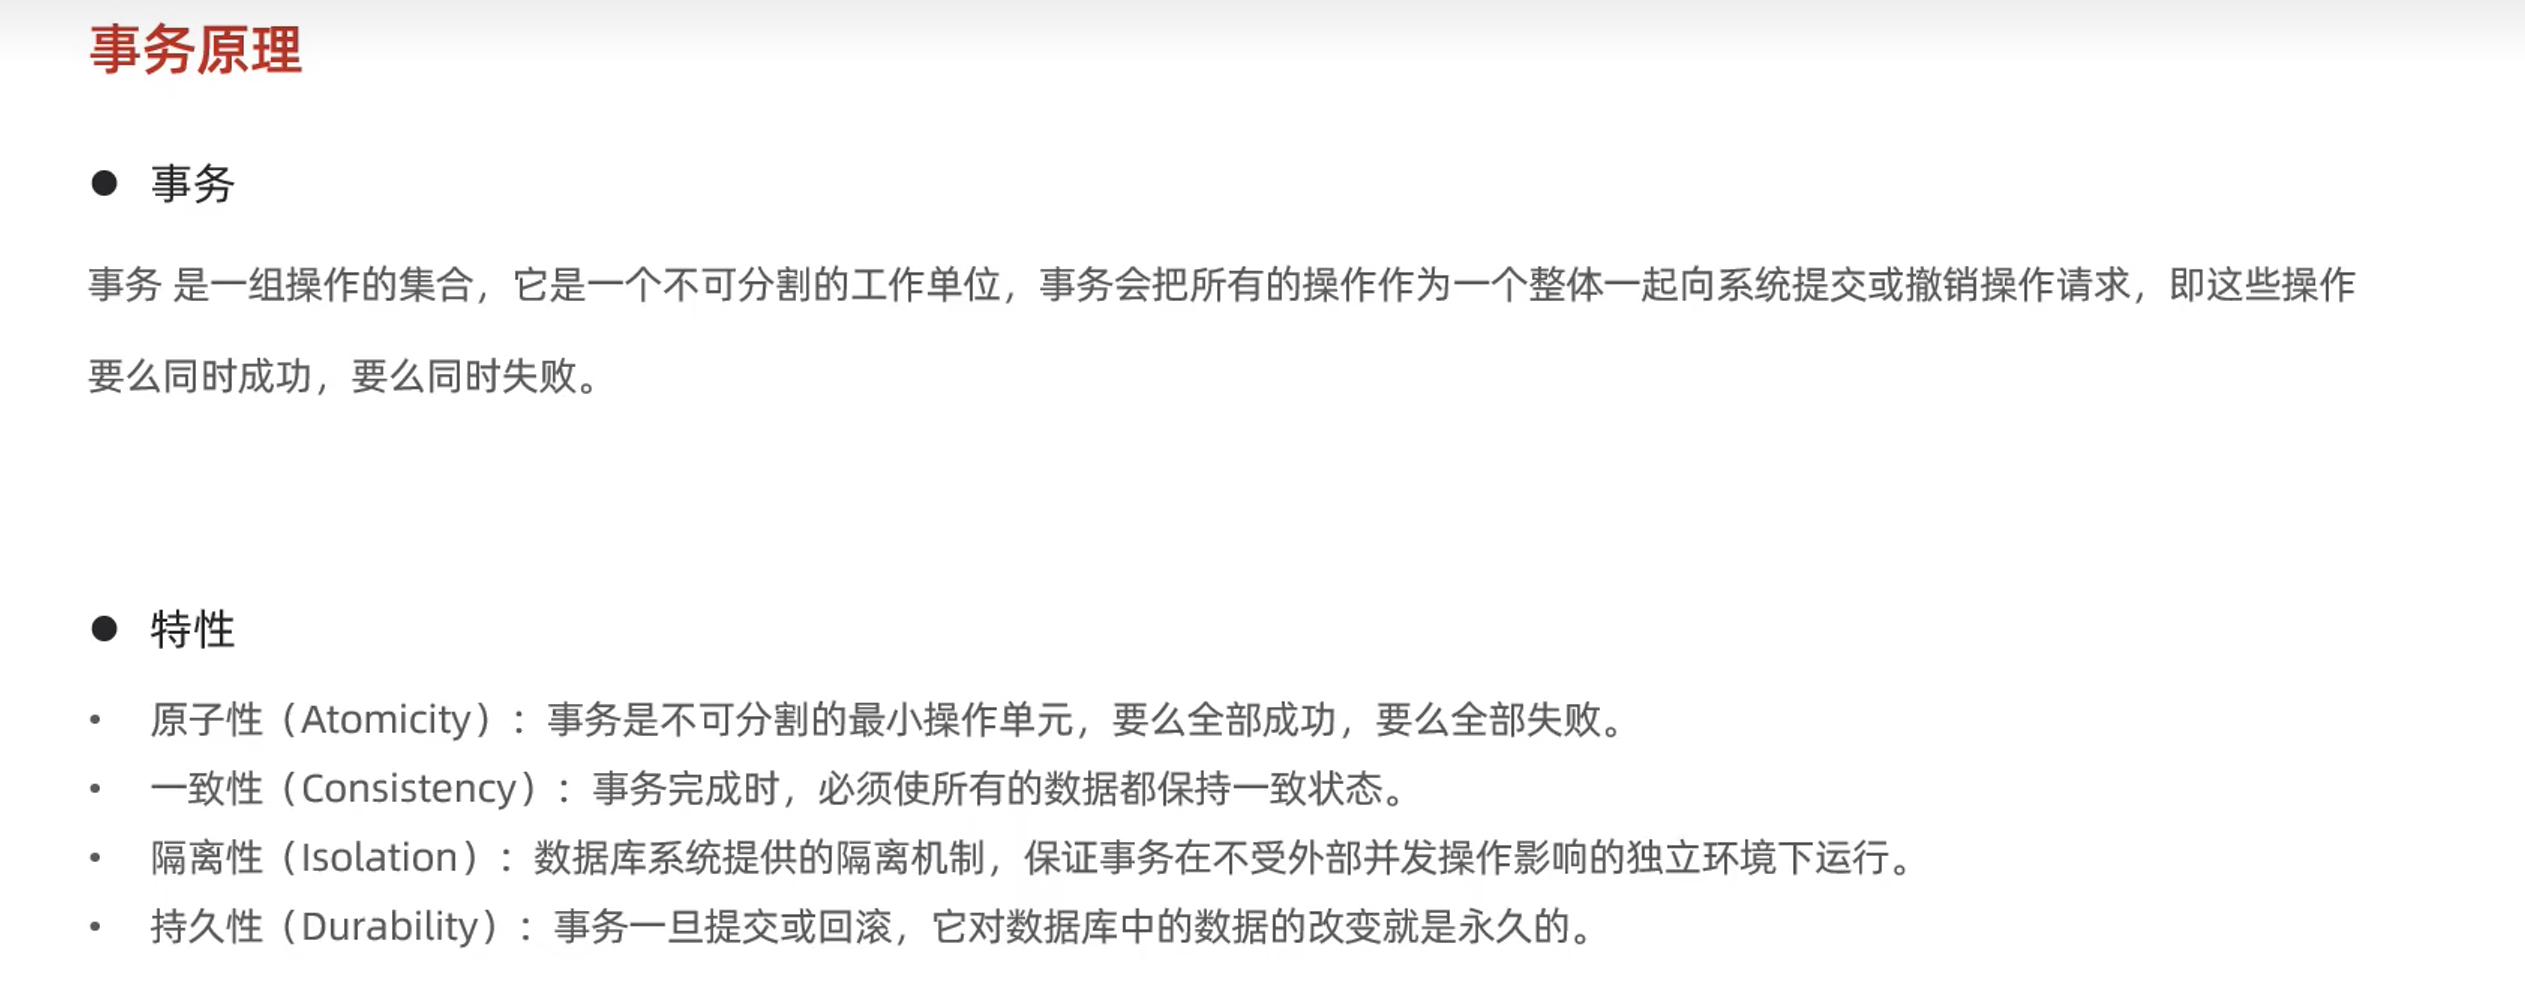 事务原理
● 事务
事务 是一组操作的集合，它是一个不可分割的工作单位，事务会把所有的操作作为一个整体一起向系统提交或撤销操作请求，即这些操作
要么同时成功，要么同时失败。
● 特性
• 原子性（Atomicity）：事务是不可分割的最小操作单元，要么全部成功，要么全部失败。
• 一致性（Consistency）：事务完成时，必须使所有的数据都保持一致状态。
• 隔离性（Isolation）：数据库系统提供的隔离机制，保证事务在不受外部并发操作影响的独立环境下运行。
• 持久性（Durability）：事务一旦提交或回滚，它对数据库中的数据的改变就是永久的。